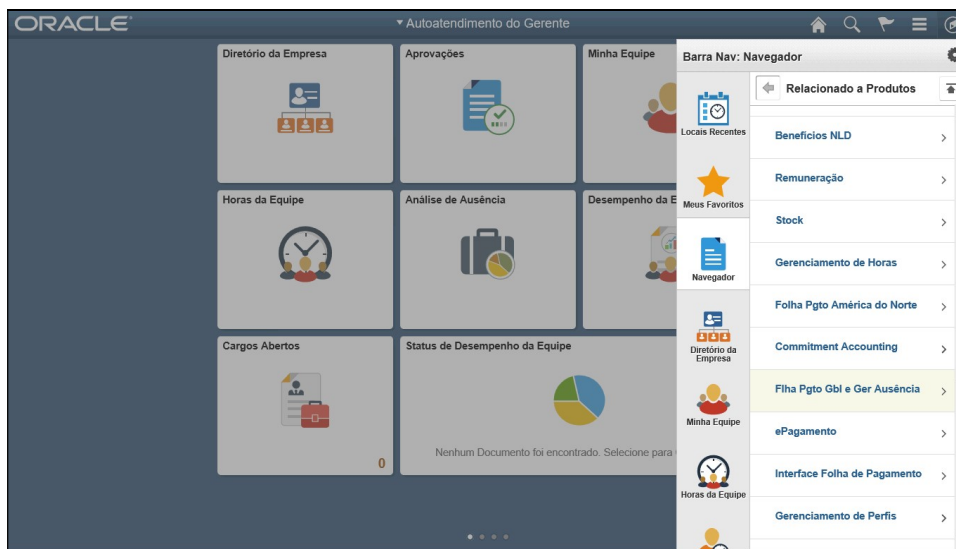 ORACLE
Autoatendimento do Gerente
Diretório da Empresa
Aprovações
Minha Equipe
Horas da Equipe
Análise de Ausência
Desempenho da E
Cargos Abertos
0
Status de Desempenho da Equipe
Nenhum Documento foi encontrado. Selecione para
Barra Nav: Navegador
Locais Recentes
Meus Favoritos
Navegador
Diretório da
Empresa
Minha Equipe
Horas da Equipe
Relacionado a Produtos
Benefícios NLD
Remuneração
Stock
Gerenciamento de Horas
Folha Pgto América do Norte
Commitment Accounting
Flha Pgto Gbl e Ger Ausência
ePagamento
Interface Folha de Pagamento
Gerenciamento de Perfis